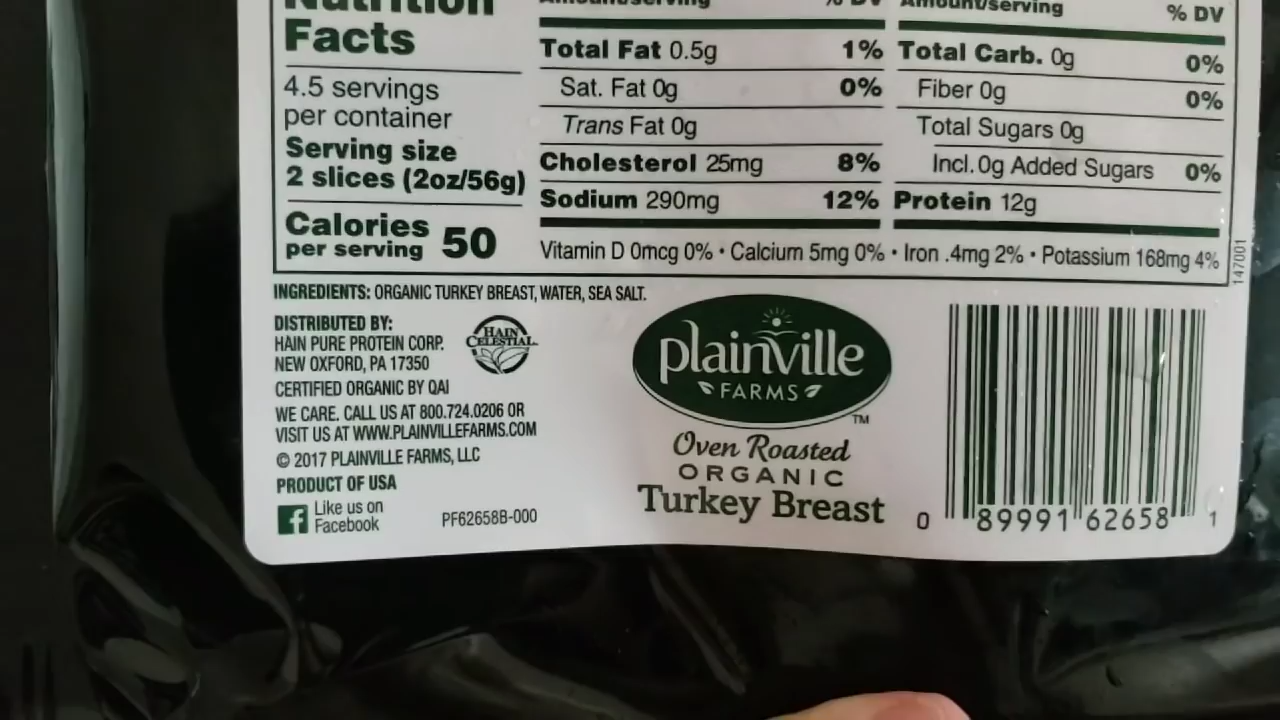 Nutrition
Facts
4.5 servings
per container
Serving size
2 slices (2oz/56g)
Calories
per serving 50
Amount/serving % DV
Total Fat 0.5g 1%
Sat. Fat 0g 0%
Trans Fat 0g
Cholesterol 25mg 8%
Sodium 290mg 12%
Amount/serving % DV
Total Carb. 0g 0%
Fiber 0g 0%
Total Sugars 0g
Incl. 0g Added Sugars 0%
Protein 12g
Vitamin D 0mcg 0% • Calcium 5mg 0% • Iron .4mg 2% • Potassium 168mg 4%
147001
INGREDIENTS: ORGANIC TURKEY BREAST, WATER, SEA SALT.
DISTRIBUTED BY:
HAIN PURE PROTEIN CORP.
NEW OXFORD, PA 17350
CERTIFIED ORGANIC BY QAI
WE CARE. CALL US AT 800.724.0206 OR
VISIT US AT WWW.PLAINVILLEFARMS.COM
© 2017 PLAINVILLE FARMS, LLC
PRODUCT OF USA
f Like us on
Facebook
PF62658B-000
HAIN
CELESTIAL
plainville
FARMS
TM
Oven Roasted
ORGANIC
Turkey Breast
0 89991 62658 1